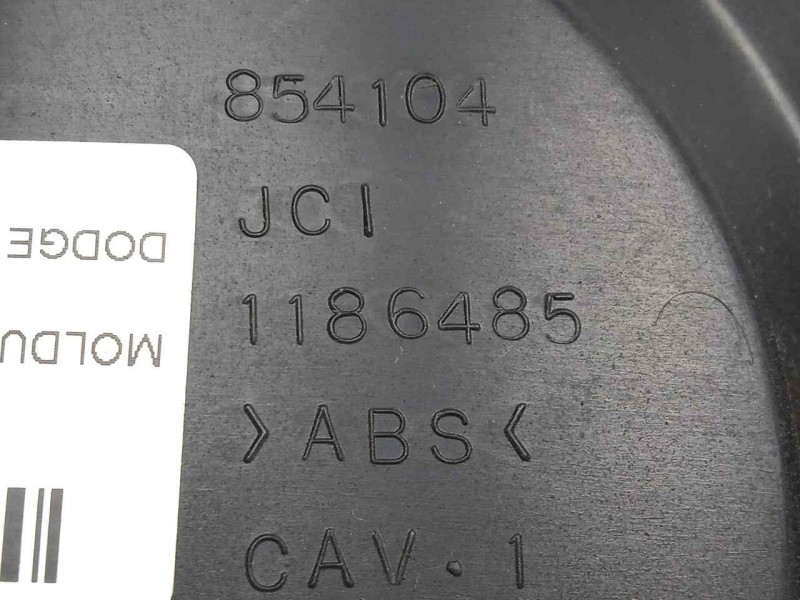 854104
JCI
1186485
>ABS<
CAV.1
DODGE
MOLDU